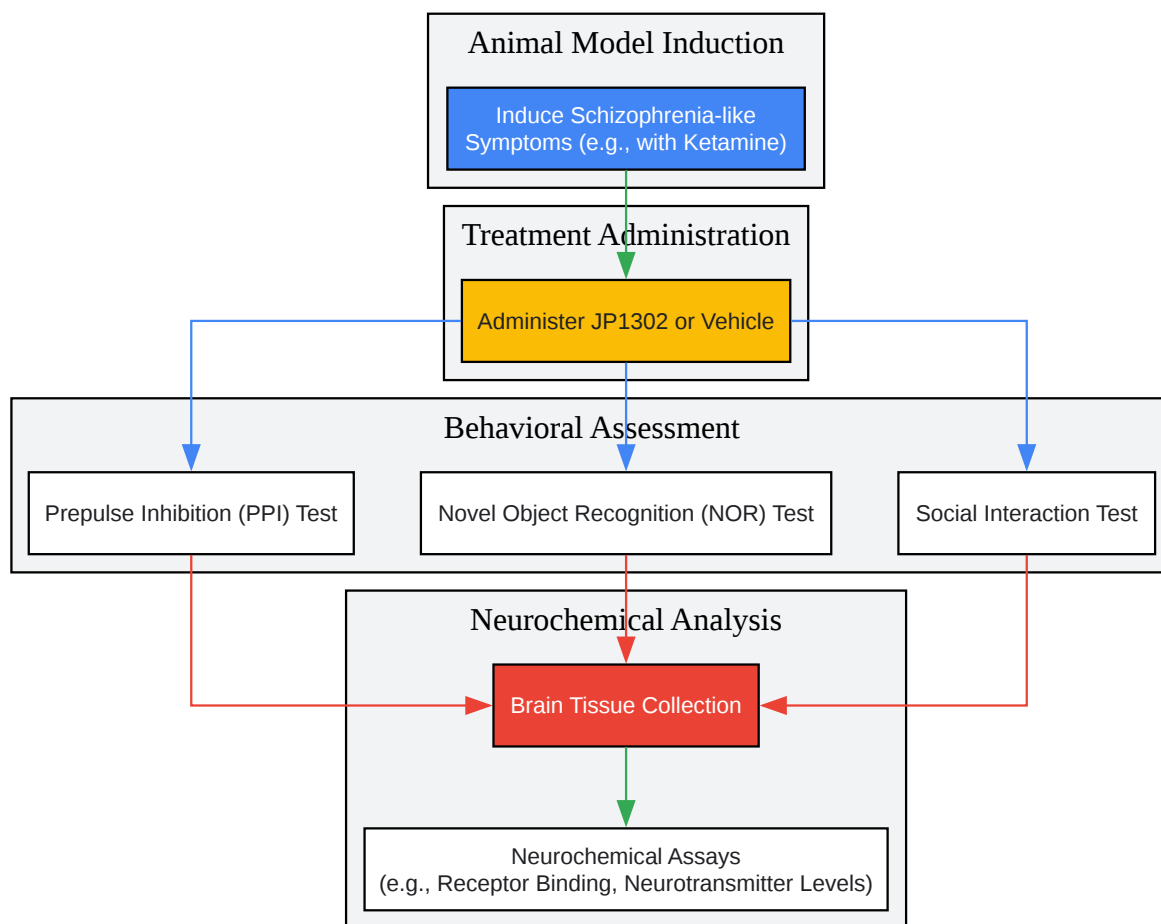 Animal Model Induction
Induce Schizophrenia-like
Symptoms (e.g., with Ketamine)
Treatment Administration
Administer JP1302 or Vehicle
Behavioral Assessment
Prepulse Inhibition (PPI) Test
Novel Object Recognition (NOR) Test
Social Interaction Test
Neurochemical Analysis
Brain Tissue Collection
Neurochemical Assays
(e.g., Receptor Binding, Neurotransmitter Levels)